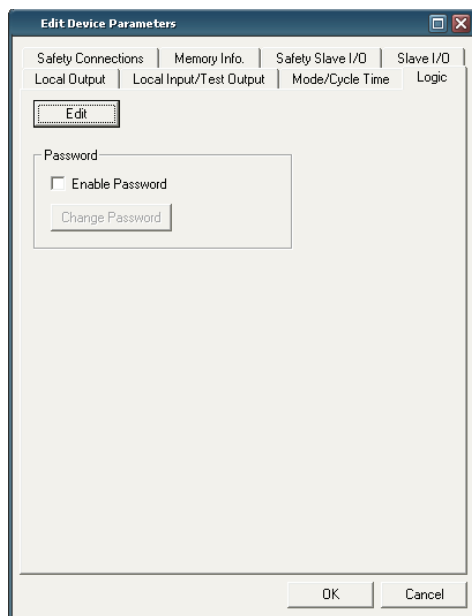 Edit Device Parameters
Safety Connections Memory Info. Safety Slave I/O Slave I/O
Local Output Local Input/Test Output Mode/Cycle Time Logic
Edit
Password
Enable Password
Change Password
OK Cancel